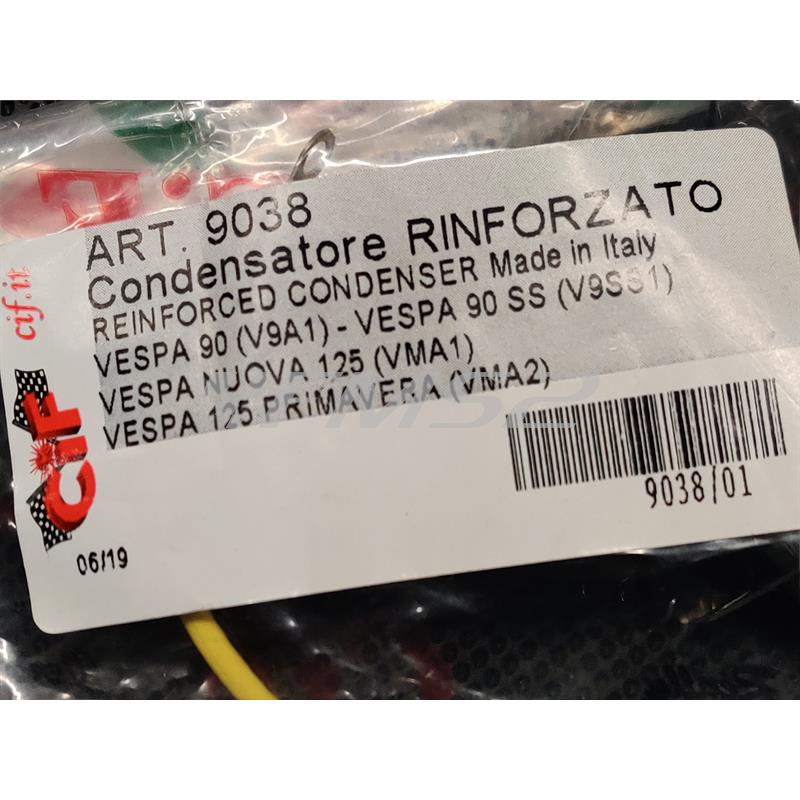 ART. 9038
Condensatore RINFORZATO
REINFORCED CONDENSER Made in Italy
VESPA 90 (V9A1) - VESPA 90 SS (V9SS1)
VESPA NUOVA 125 (VMA1)
VESPA 125 PRIMAVERA (VMA2)
cif.it
CIF
9038/01
06/19